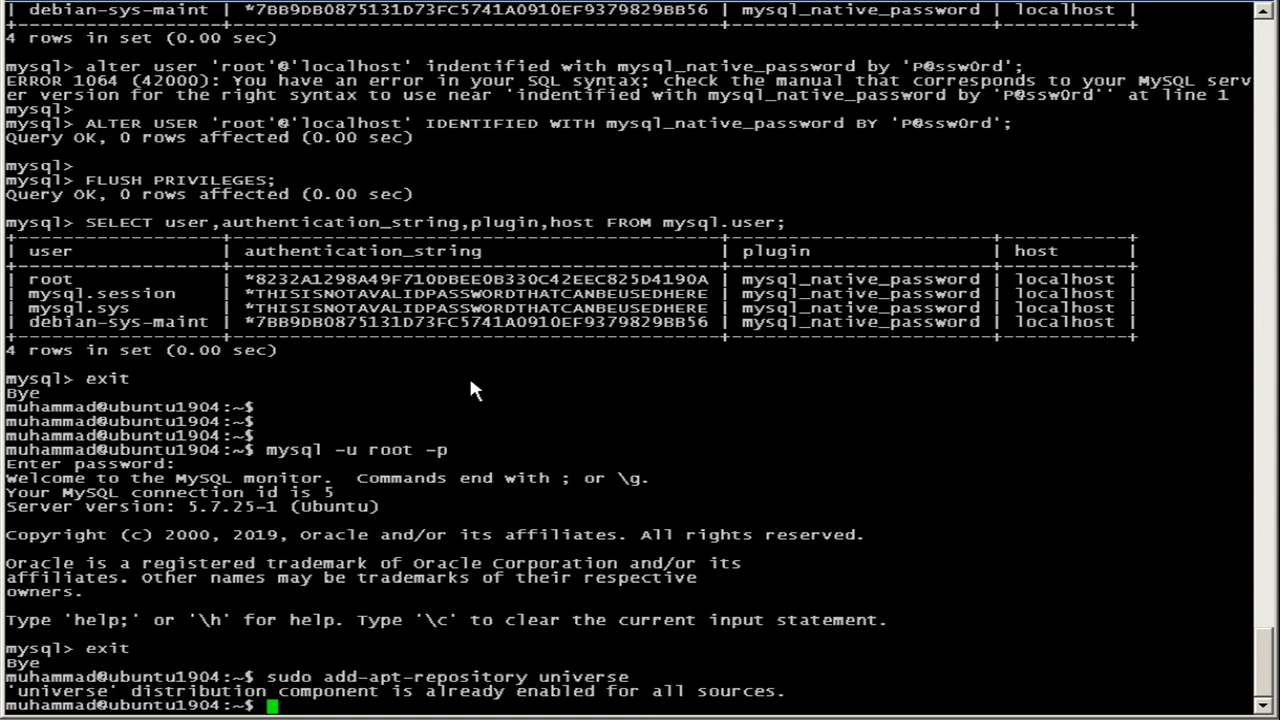 | debian-sys-maint | *7BB9DB0875131D73FC5741A0910EF9379829BB56 | mysql_native_password | localhost |
+------------------+-------------------------------------------+-----------------------+-----------+
4 rows in set (0.00 sec)
mysql> alter user 'root'@'localhost' indentified with mysql_native_password by 'P@ssw0rd';
ERROR 1064 (42000): You have an error in your SQL syntax; check the manual that corresponds to your MySQL serv
er version for the right syntax to use near 'indentified with mysql_native_password by 'P@ssw0rd'' at line 1
mysql>
mysql> ALTER USER 'root'@'localhost' IDENTIFIED WITH mysql_native_password BY 'P@ssw0rd';
Query OK, 0 rows affected (0.00 sec)
mysql>
mysql> FLUSH PRIVILEGES;
Query OK, 0 rows affected (0.00 sec)
mysql> SELECT user,authentication_string,plugin,host FROM mysql.user;
+------------------+-------------------------------------------+-----------------------+-----------+
| user | authentication_string | plugin | host |
+------------------+-------------------------------------------+-----------------------+-----------+
| root | *8232A1298A49F710DBEE0B330C42EEC825D4190A | mysql_native_password | localhost |
| mysql.session | *THISISNOTAVALIDPASSWORDTHATCANBEUSEDHERE | mysql_native_password | localhost |
| mysql.sys | *THISISNOTAVALIDPASSWORDTHATCANBEUSEDHERE | mysql_native_password | localhost |
| debian-sys-maint | *7BB9DB0875131D73FC5741A0910EF9379829BB56 | mysql_native_password | localhost |
+------------------+-------------------------------------------+-----------------------+-----------+
4 rows in set (0.00 sec)
mysql> exit
Bye
muhammad@ubuntu1904:~$
muhammad@ubuntu1904:~$
muhammad@ubuntu1904:~$
muhammad@ubuntu1904:~$ mysql -u root -p
Enter password:
Welcome to the MySQL monitor.  Commands end with ; or \g.
Your MySQL connection id is 5
Server version: 5.7.25-1 (Ubuntu)
Copyright (c) 2000, 2019, Oracle and/or its affiliates. All rights reserved.
Oracle is a registered trademark of Oracle Corporation and/or its
affiliates. Other names may be trademarks of their respective
owners.
Type 'help;' or '\h' for help. Type '\c' to clear the current input statement.
mysql> exit
Bye
muhammad@ubuntu1904:~$ sudo add-apt-repository universe
'universe' distribution component is already enabled for all sources.
muhammad@ubuntu1904:~$